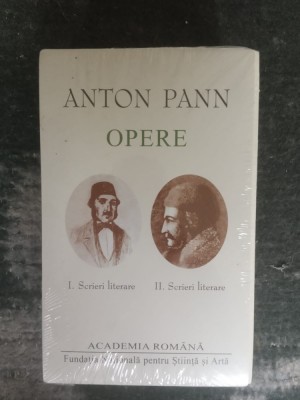 ANTON PANN
OPERE
I. Scrieri literare II. Scrieri literare
ACADEMIA ROMÂNĂ
Fundația Națională pentru Știință și Artă